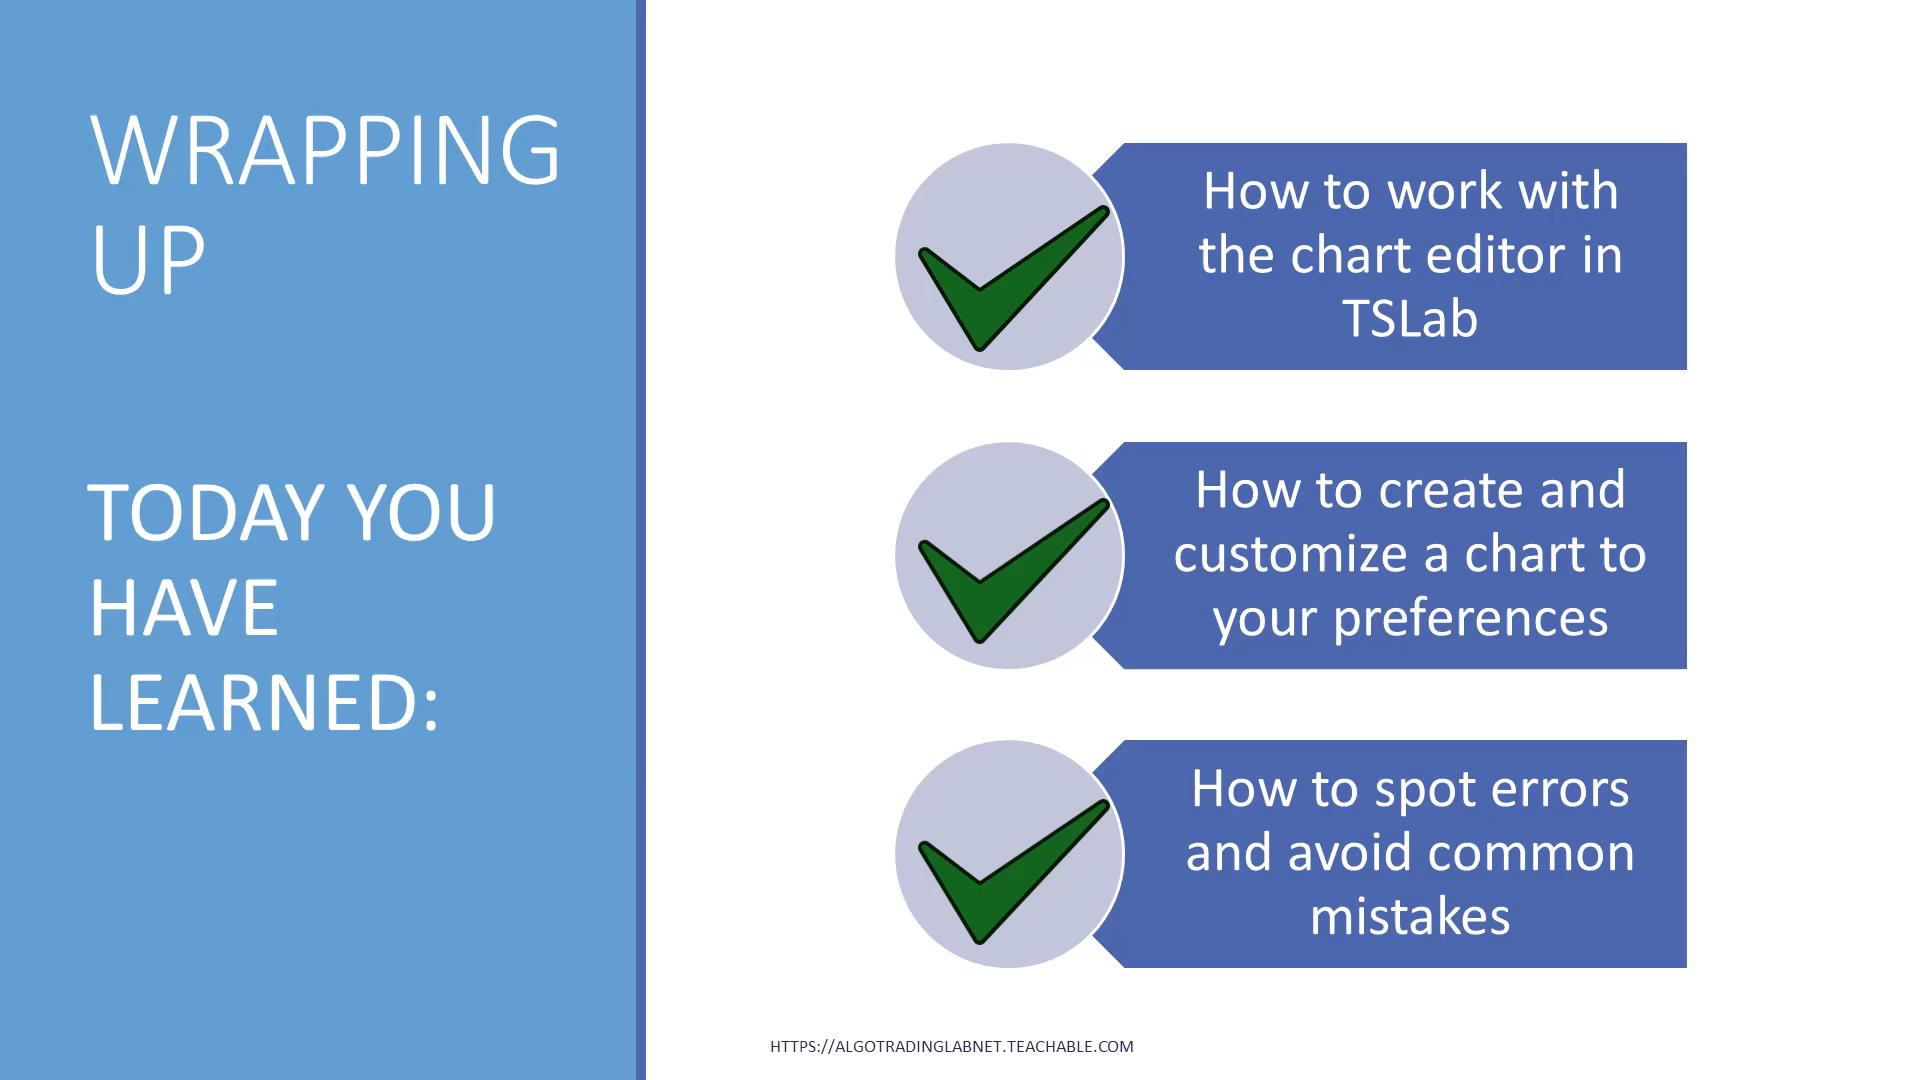 WRAPPING
UP
TODAY YOU
HAVE
LEARNED:
How to work with
the chart editor in
TSLab
How to create and
customize a chart to
your preferences
How to spot errors
and avoid common
mistakes
HTTPS://ALGOTRADINGLABNET.TEACHABLE.COM